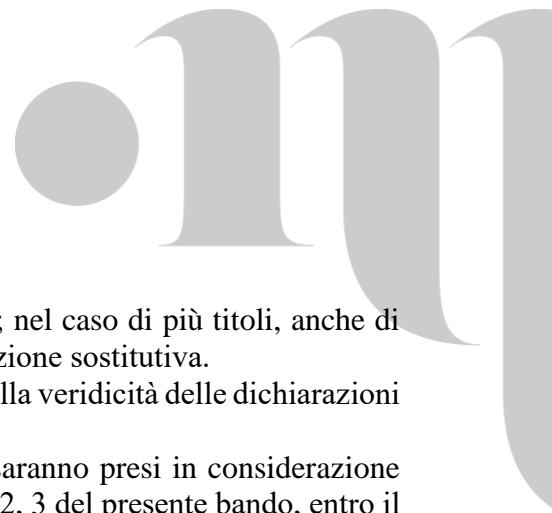 ; nel caso di più titoli, anche di
zione sostitutiva.
lla veridicità delle dichiarazioni
saranno presi in considerazione
2, 3 del presente bando, entro il